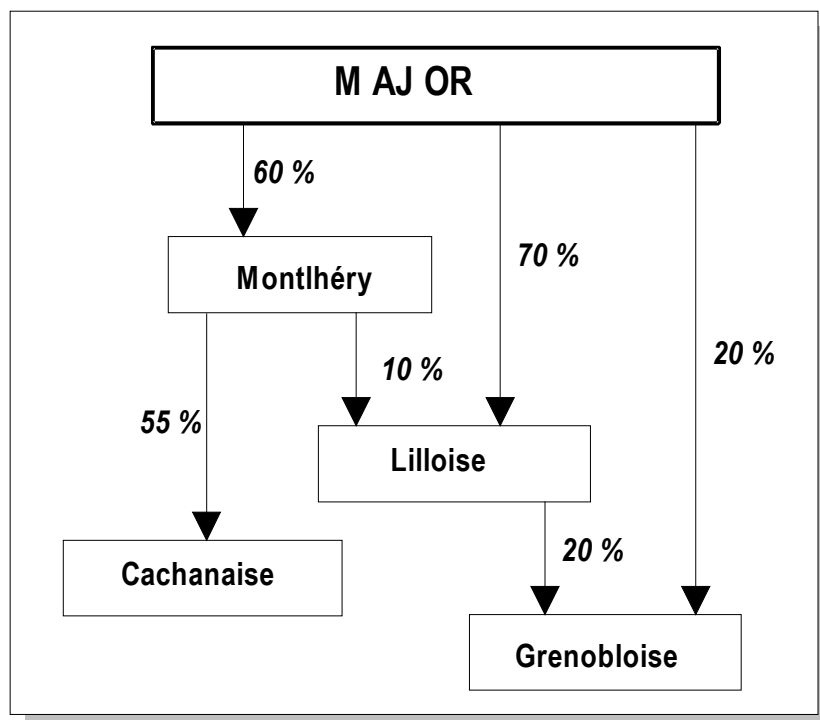 M AJ OR
60 %
Montlhéry
70 %
10 %
20 %
55 %
Lilloise
20 %
Cachanaise
Grenobloise